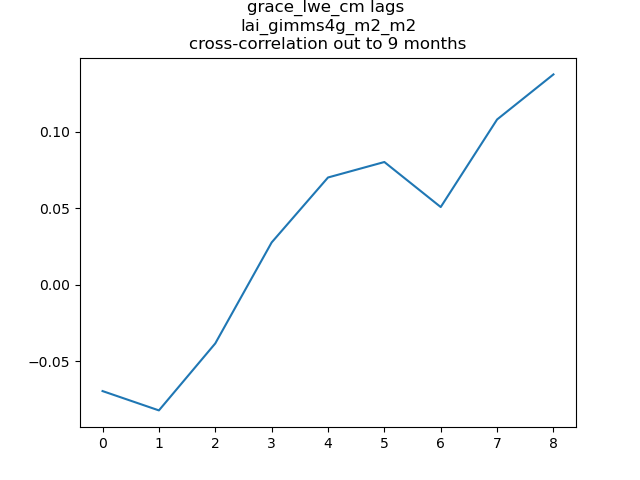 grace_lwe_cm lags
lai_gimms4g_m2_m2
cross-correlation out to 9 months
0.10
0.05
0.00
−0.05
0 1 2 3 4 5 6 7 8